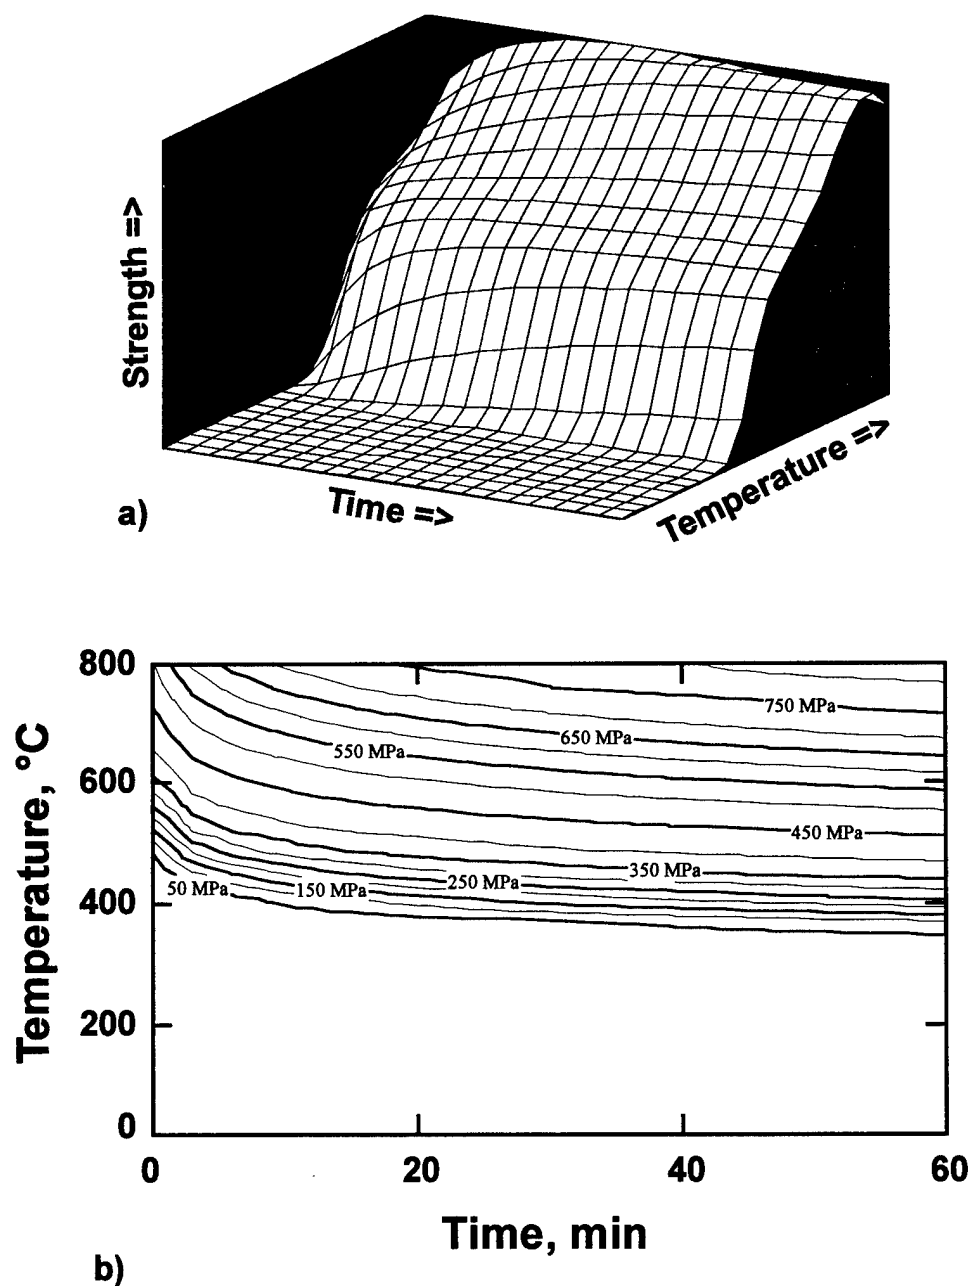 Strength =>
Time =>
Temperature =>
a)
800
600
400
200
0
Temperature, °C
750 MPa
650 MPa
550 MPa
450 MPa
350 MPa
250 MPa
150 MPa
50 MPa
0
20
40
60
Time, min
b)